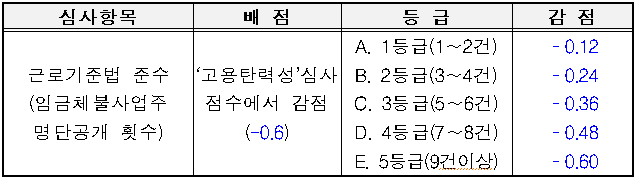 심사항목
배 점
등 급
감 점
근로기준법 준수
(임금체불사업주
명단공개 횟수)
‘고용탄력성’심사
점수에서 감점
(-0.6)
A. 1등급(1～2건)
B. 2등급(3～4건)
C. 3등급(5～6건)
D. 4등급(7～8건)
E. 5등급(9건이상)
-0.12
-0.24
-0.36
-0.48
-0.60